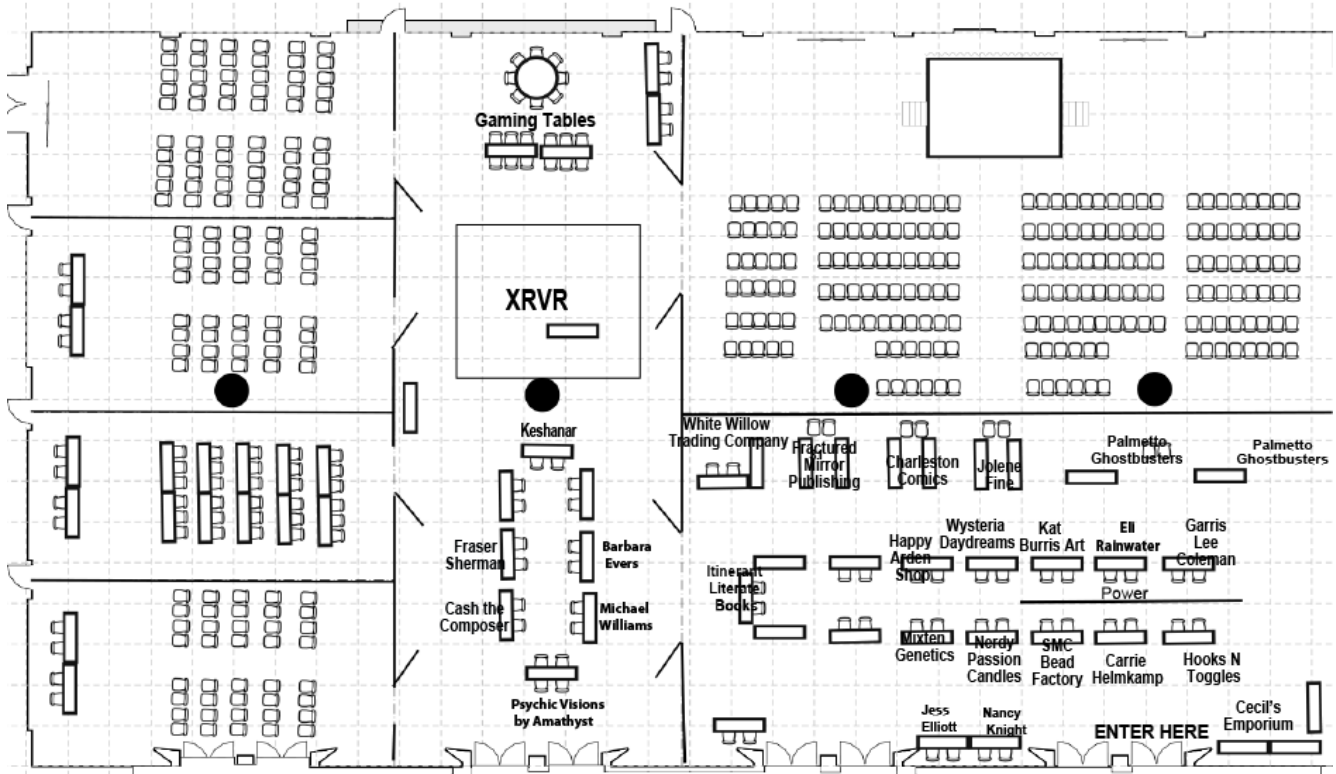 Gaming Tables
XRVR
Keshanar
Fraser
Sherman
Barbara
Evers
Cash the
Composer
Michael
Williams
Psychic Visions
by Amathyst
White Willow
Trading Company
Fractured
Mirror
Publishing
Charleston
Comics
Jolene
Fine
Palmetto
Ghostbusters
Palmetto
Ghostbusters
Itinerant
Literate
Books
Happy
Arden
Shop
Wysteria
Daydreams
Kat
Burris Art
Eli
Rainwater
Garris
Lee
Coleman
Power
Mixten
Genetics
Nerdy
Passion
Candles
SMC
Bead
Factory
Carrie
Helmkamp
Hooks N
Toggles
Jess
Elliott
Nancy
Knight
ENTER HERE
Cecil's
Emporium